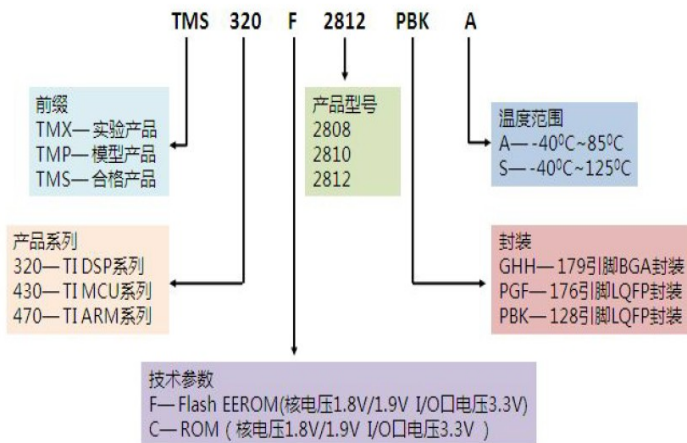 TMS 320 F 2812 PBK A
前缀
TMX—实验产品
TMP—模型产品
TMS—合格产品
产品型号
2808
2810
2812
温度范围
A— -40⁰C~85⁰C
S— -40⁰C~125⁰C
产品系列
320—TI DSP系列
430—TI MCU系列
470—TI ARM系列
封装
GHH—179引脚BGA封装
PGF—176引脚LQFP封装
PBK—128引脚LQFP封装
技术参数
F—Flash EEROM(核电压1.8V/1.9V I/O口电压3.3V)
C—ROM（核电压1.8V/1.9V I/O口电压3.3V ）